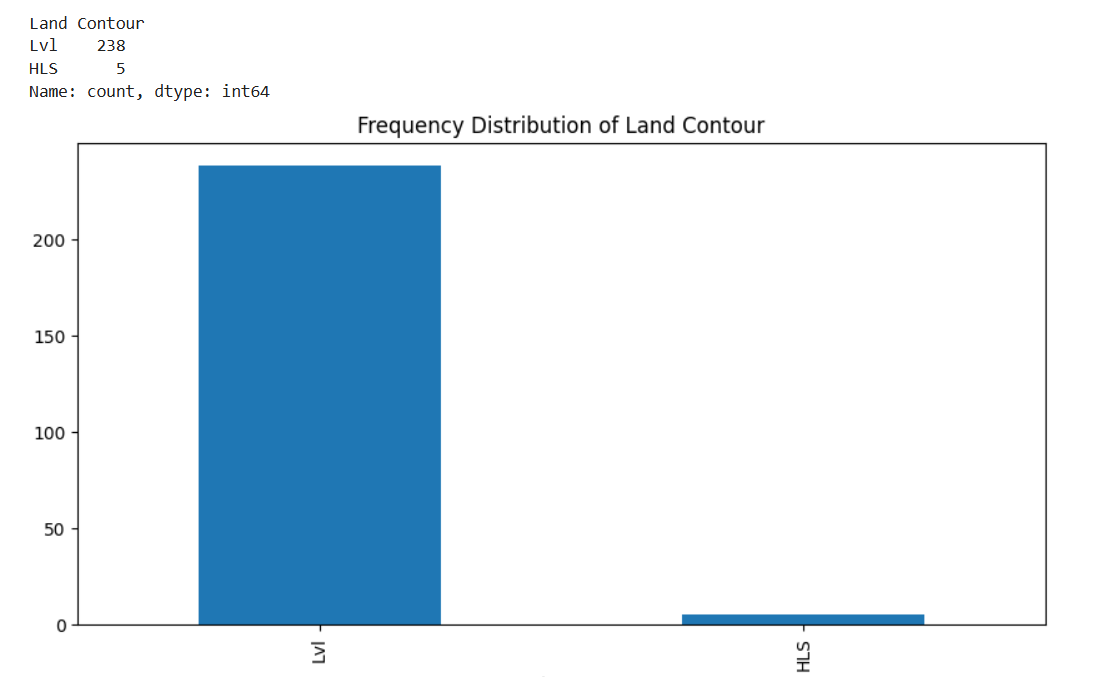 Land Contour
Lvl    238
HLS      5
Name: count, dtype: int64
Frequency Distribution of Land Contour
200
150
100
50
0
Lvl
HLS